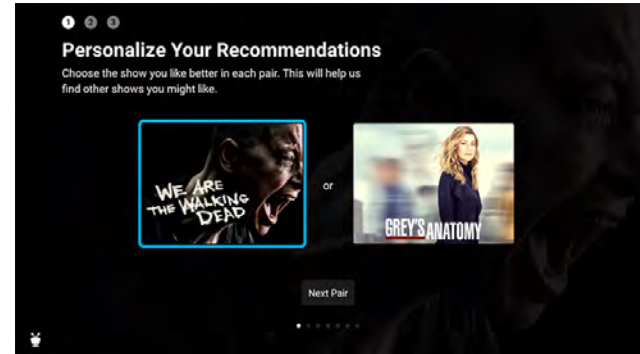 1 2 3
Personalize Your Recommendations
Choose the show you like better in each pair. This will help us
find other shows you might like.
WE ARE
THE WALKING
DEAD
or
GREY'S ANATOMY
Next Pair